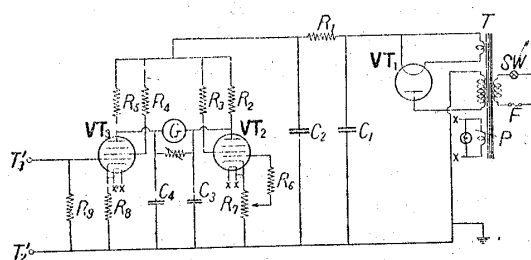 R₁
T
VT₁
SW
R₅
R₄
R₃
R₂
VT₃
G
VT₂
C₂
C₁
F
x
P
x
T₁'
x x
x x
R₆
C₄
C₃
R₉
R₈
R₇
T₂'